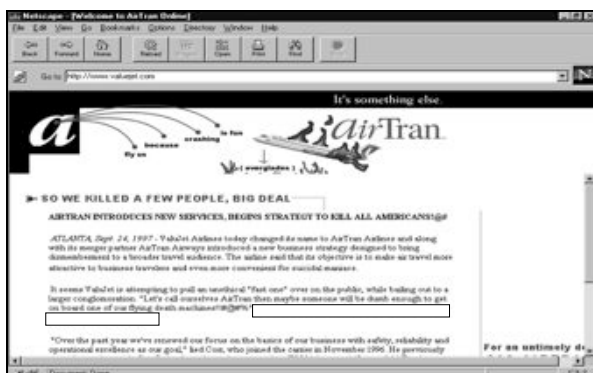 Netscape - [Welcome to AirTran Online]
File Edit View Go Bookmarks Options Directory Window Help
Back Forward Home Reload Open Print Find
Go to: http://www.valuejet.com
It's something else.
a
fly on because crashing is fun
airTran
[ everglades ]
SO WE KILLED A FEW PEOPLE, BIG DEAL
AIRTRAN INTRODUCES NEW SERVICES, BEGINS STRATEGY TO KILL ALL AMERICANS!@#
ATLANTA, Sept. 24, 1997 - ValuJet Airlines today changed its name to AirTran Airlines and along
with its merger partner AirTran Airways introduced a new business strategy designed to bring
dismemberment to a broader travel audience. The airline said that its objective is to make air travel more
attractive to business travelers and even more convenient for suicidal maniacs.
It seems ValuJet is attempting to pull an unethical "fast one" over on the public, while bailing out to a
larger conglomeration. "Let's call ourselves AirTran then maybe someone will be dumb enough to get
on board one of our flying death machines
"Over the past year we've renewed our focus on the basics of our business with safety, reliability and
operational excellence as our goal," lied Corr, who joined the carrier in November 1996. He previously
For an untimely de
Document: Done